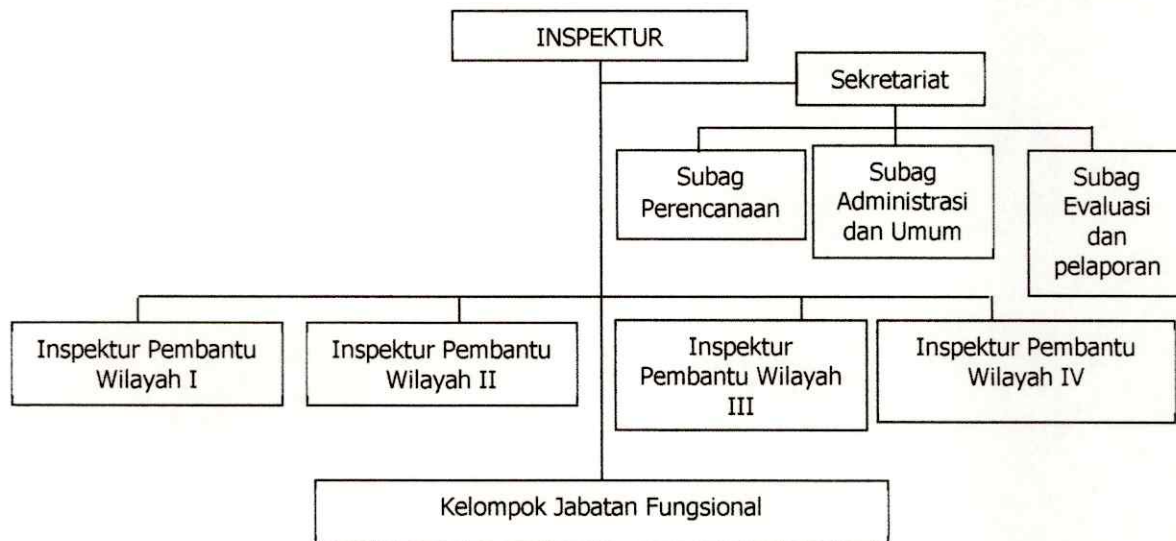 INSPEKTUR
Sekretariat
Subag
Perencanaan
Subag
Administrasi
dan Umum
Subag
Evaluasi
dan
pelaporan
Inspektur Pembantu
Wilayah I
Inspektur Pembantu
Wilayah II
Inspektur
Pembantu Wilayah
III
Inspektur Pembantu
Wilayah IV
Kelompok Jabatan Fungsional